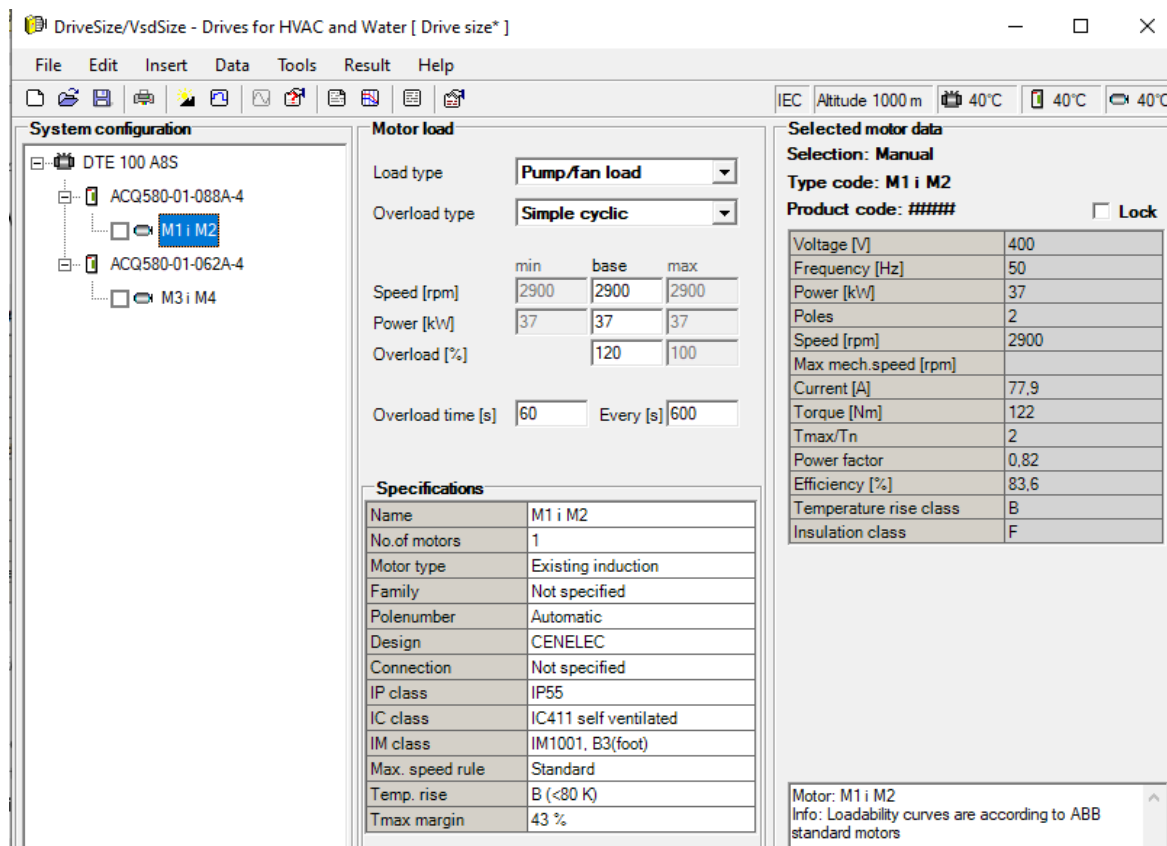 DriveSize/VsdSize - Drives for HVAC and Water [ Drive size* ]
File Edit Insert Data Tools Result Help
IEC Altitude 1000 m 40°C 40°C 40°C
System configuration
DTE 100 A8S
ACQ580-01-088A-4
M1 i M2
ACQ580-01-062A-4
M3 i M4
Motor load
Load type Pump/fan load
Overload type Simple cyclic
min base max
Speed [rpm] 2900 2900 2900
Power [kW] 37 37 37
Overload [%] 120 100
Overload time [s] 60 Every [s] 600
Specifications
Name M1 i M2
No.of motors 1
Motor type Existing induction
Family Not specified
Polenumber Automatic
Design CENELEC
Connection Not specified
IP class IP55
IC class IC411 self ventilated
IM class IM1001, B3(foot)
Max. speed rule Standard
Temp. rise B (<80 K)
Tmax margin 43 %
Selected motor data
Selection: Manual
Type code: M1 i M2
Product code: ######
Lock
Voltage [V] 400
Frequency [Hz] 50
Power [kW] 37
Poles 2
Speed [rpm] 2900
Max mech.speed [rpm]
Current [A] 77,9
Torque [Nm] 122
Tmax/Tn 2
Power factor 0,82
Efficiency [%] 83,6
Temperature rise class B
Insulation class F
Motor: M1 i M2
Info: Loadability curves are according to ABB
standard motors